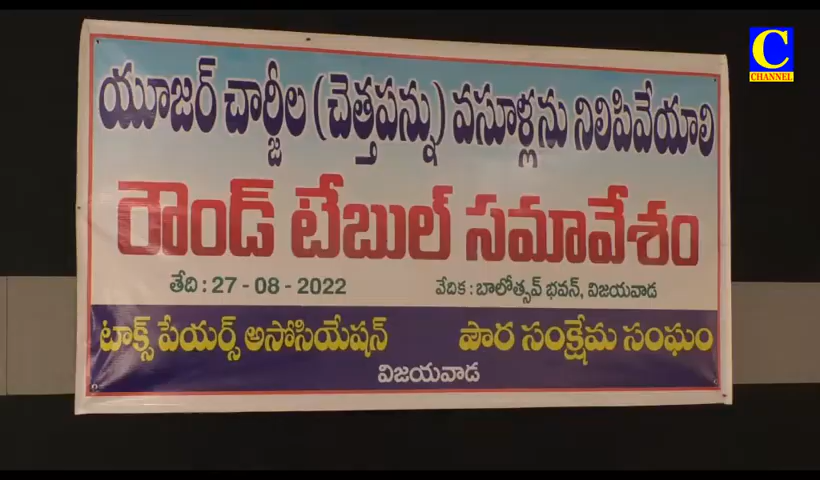 C
CHANNEL
యూజర్ చార్జీల (చెత్తపన్ను) వసూళ్లను నిలిపివేయాలి
రౌండ్ టేబుల్ సమావేశం
తేది : 27 - 08 - 2022 వేదిక : బాలోత్సవ్ భవన్, విజయవాడ
టాక్స్ పేయర్స్ అసోసియేషన్ పౌర సంక్షేమ సంఘం
విజయవాడ